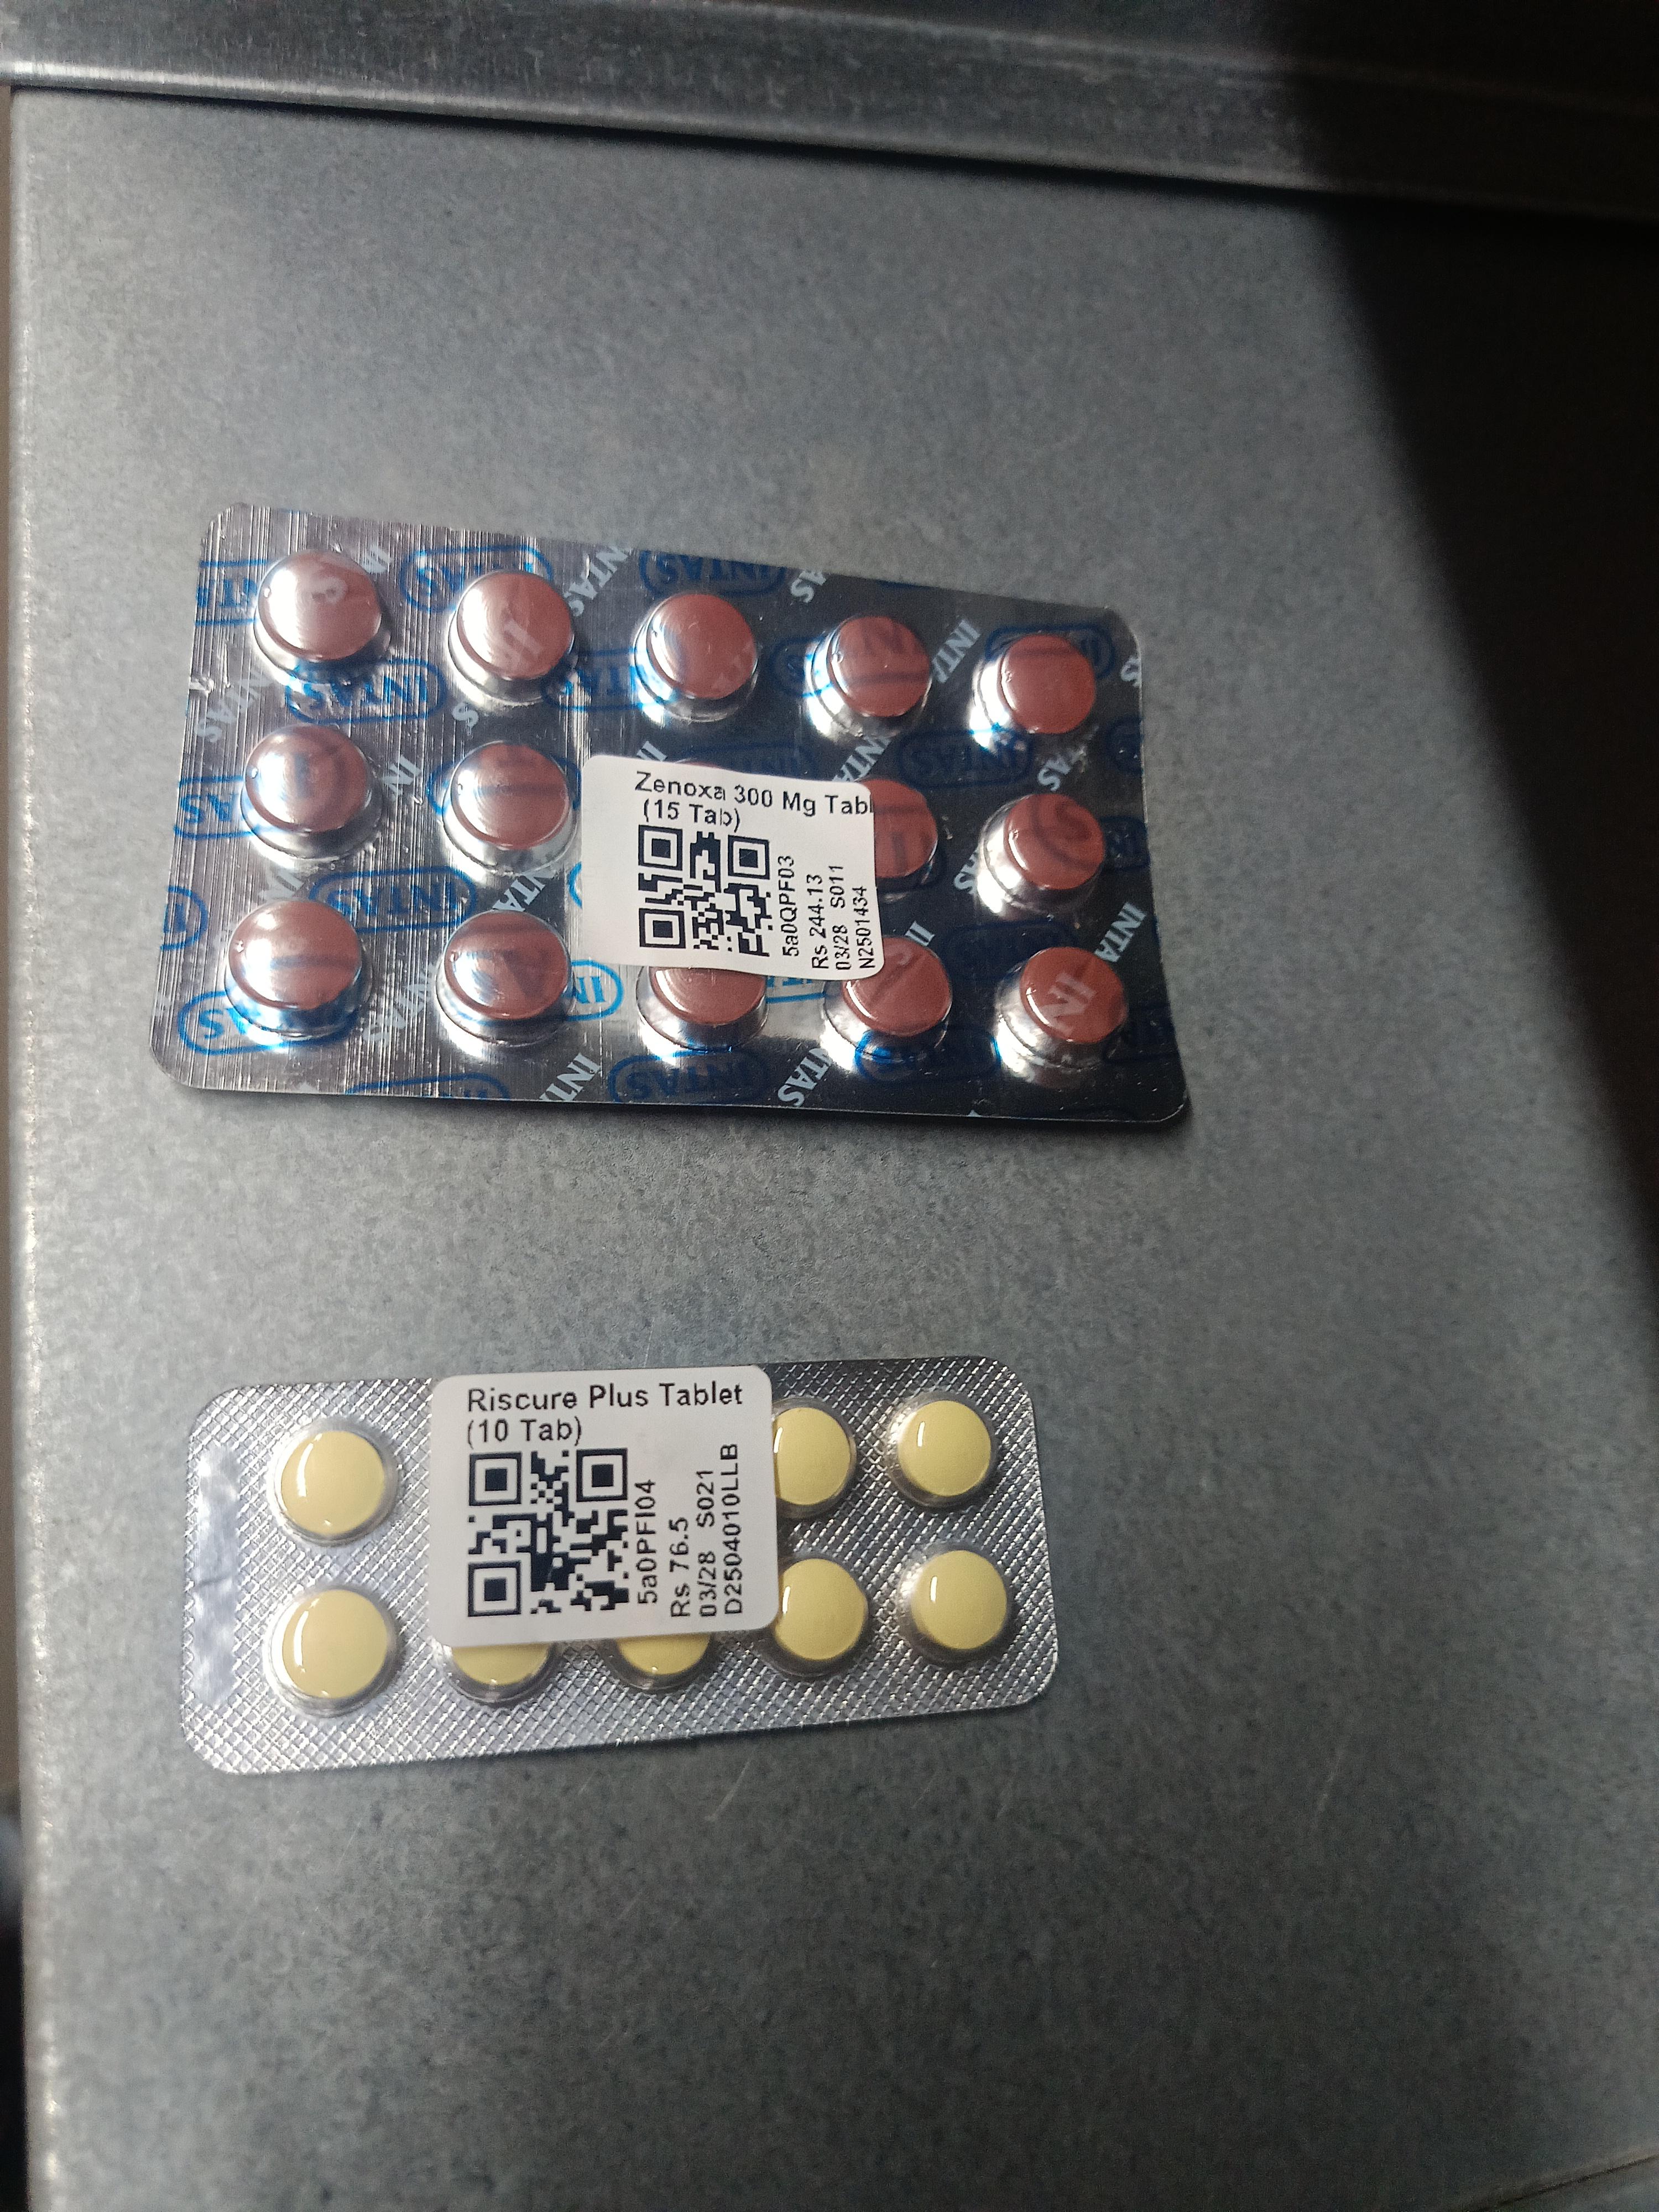 INTAS
Zenoxa 300 Mg Tabl
(15 Tab)
5a0QPF03
Rs 244.13
03/28 S011
N2501434
Riscure Plus Tablet
(10 Tab)
5a0PFI04
Rs 76.5
03/28 S021
D2504010LLB